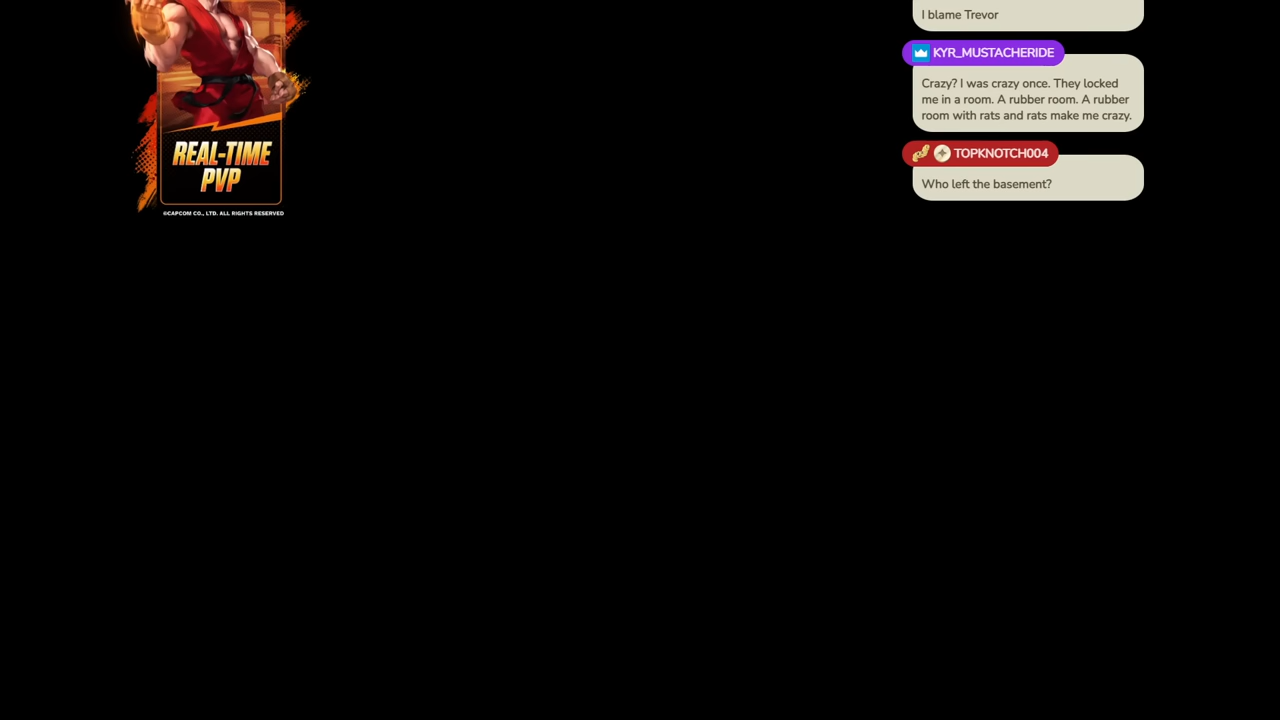 REAL-TIME
PVP
©CAPCOM CO., LTD. ALL RIGHTS RESERVED
I blame Trevor
KYR_MUSTACHERIDE
Crazy? I was crazy once. They locked
me in a room. A rubber room. A rubber
room with rats and rats make me crazy.
TOPKNOTCH004
Who left the basement?